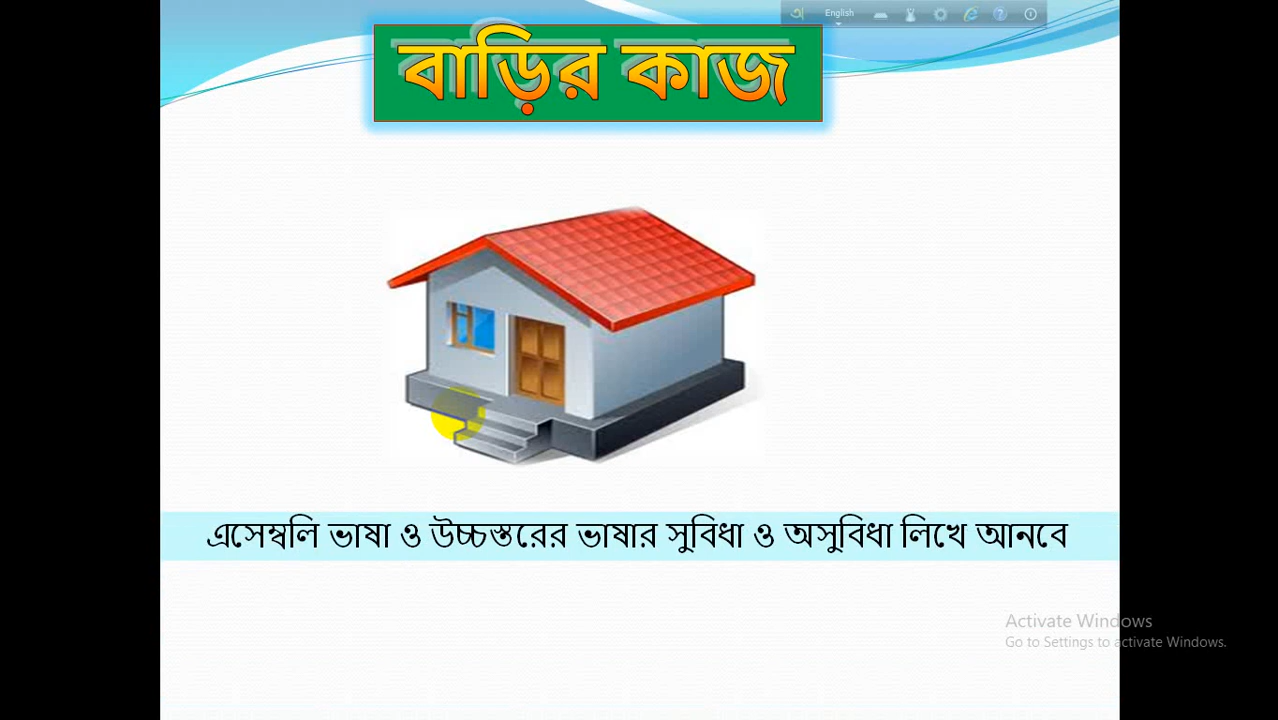 English
বাড়ির কাজ
এসেম্বলি ভাষা ও উচ্চস্তরের ভাষার সুবিধা ও অসুবিধা লিখে আনবে
Activate Windows
Go to Settings to activate Windows.